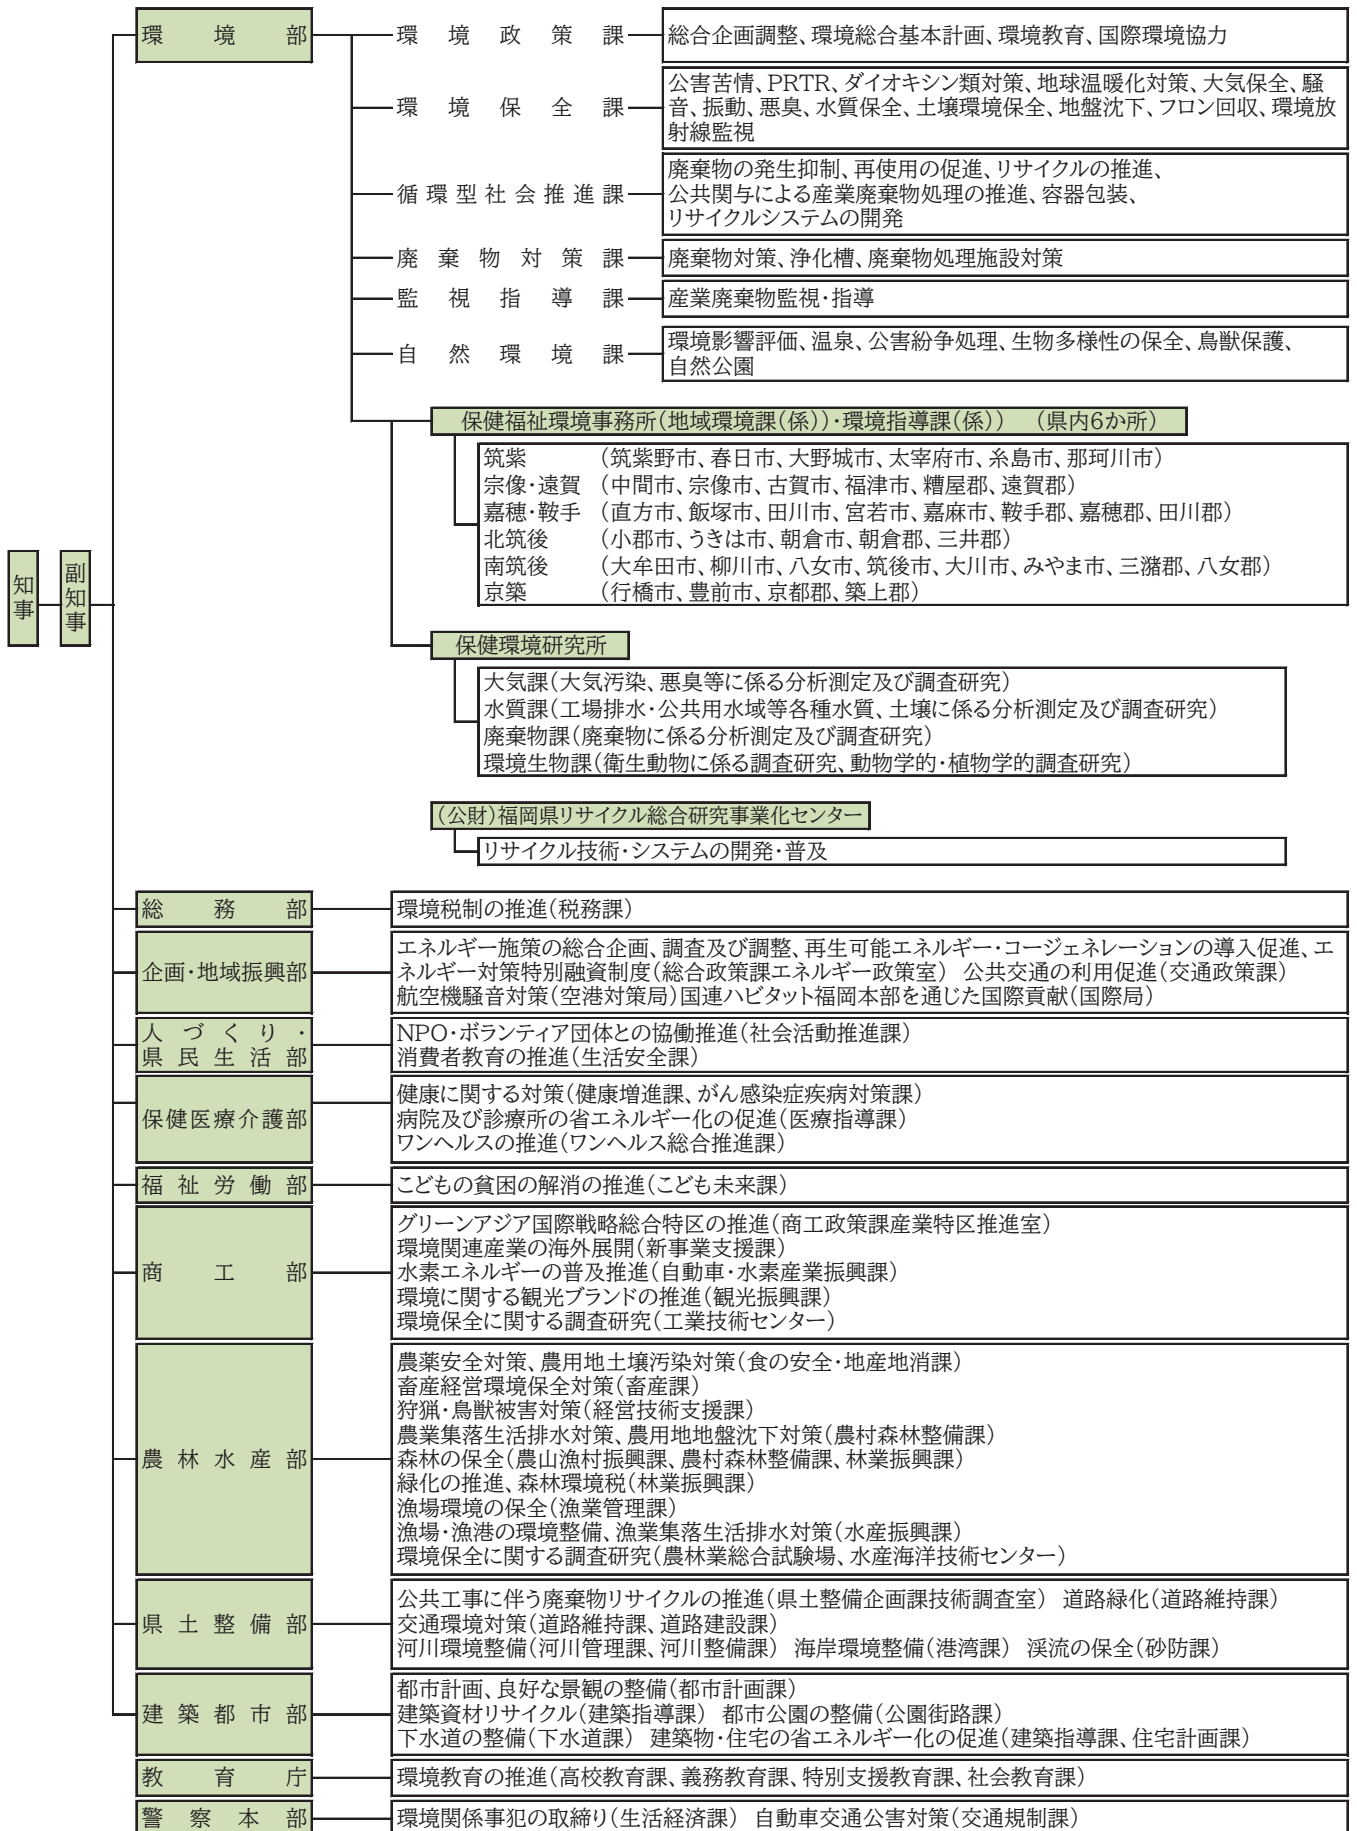 環境部
環境政策課
総合企画調整、環境総合基本計画、環境教育、国際環境協力
環境保全課
公害苦情、PRTR、ダイオキシン類対策、地球温暖化対策、大気保全、騒
音、振動、悪臭、水質保全、土壌環境保全、地盤沈下、フロン回収、環境放
射線監視
循環型社会推進課
廃棄物の発生抑制、再使用の促進、リサイクルの推進、
公共関与による産業廃棄物処理の推進、容器包装、
リサイクルシステムの開発
廃棄物対策課
廃棄物対策、浄化槽、廃棄物処理施設対策
監視指導課
産業廃棄物監視・指導
自然環境課
環境影響評価、温泉、公害紛争処理、生物多様性の保全、鳥獣保護、
自然公園
保健福祉環境事務所（地域環境課（係））・環境指導課（係））　（県内6か所）
筑紫　（筑紫野市、春日市、大野城市、太宰府市、糸島市、那珂川市）
宗像・遠賀　（中間市、宗像市、古賀市、福津市、糟屋郡、遠賀郡）
嘉穂・鞍手　（直方市、飯塚市、田川市、宮若市、嘉麻市、鞍手郡、嘉穂郡、田川郡）
北筑後　（小郡市、うきは市、朝倉市、朝倉郡、三井郡）
南筑後　（大牟田市、柳川市、八女市、筑後市、大川市、みやま市、三潴郡、八女郡）
京築　（行橋市、豊前市、京都郡、築上郡）
知事
副知事
保健環境研究所
大気課（大気汚染、悪臭等に係る分析測定及び調査研究）
水質課（工場排水・公共用水域等各種水質、土壌に係る分析測定及び調査研究）
廃棄物課（廃棄物に係る分析測定及び調査研究）
環境生物課（衛生動物に係る調査研究、動物学的・植物学的調査研究）
（公財）福岡県リサイクル総合研究事業化センター
リサイクル技術・システムの開発・普及
総務部
環境税制の推進（税務課）
企画・地域振興部
エネルギー施策の総合企画、調査及び調整、再生可能エネルギー・コージェネレーションの導入促進、エ
ネルギー対策特別融資制度（総合政策課エネルギー政策室）　公共交通の利用促進（交通政策課）
航空機騒音対策（空港対策局）国連ハビタット福岡本部を通じた国際貢献（国際局）
人づくり・
県民生活部
NPO・ボランティア団体との協働推進（社会活動推進課）
消費者教育の推進（生活安全課）
保健医療介護部
健康に関する対策（健康増進課、がん感染症疾病対策課）
病院及び診療所の省エネルギー化の促進（医療指導課）
ワンヘルスの推進（ワンヘルス総合推進課）
福祉労働部
こどもの貧困の解消の推進（こども未来課）
商工部
グリーンアジア国際戦略総合特区の推進（商工政策課産業特区推進室）
環境関連産業の海外展開（新事業支援課）
水素エネルギーの普及推進（自動車・水素産業振興課）
環境に関する観光ブランドの推進（観光振興課）
環境保全に関する調査研究（工業技術センター）
農林水産部
農薬安全対策、農用地土壌汚染対策（食の安全・地産地消課）
畜産経営環境保全対策（畜産課）
狩猟・鳥獣被害対策（経営技術支援課）
農業集落生活排水対策、農用地地盤沈下対策（農村森林整備課）
森林の保全（農山漁村振興課、農村森林整備課、林業振興課）
緑化の推進、森林環境税（林業振興課）
漁場環境の保全（漁業管理課）
漁場・漁港の環境整備、漁業集落生活排水対策（水産振興課）
環境保全に関する調査研究（農林業総合試験場、水産海洋技術センター）
県土整備部
公共工事に伴う廃棄物リサイクルの推進（県土整備企画課技術調査室）　道路緑化（道路維持課）
交通環境対策（道路維持課、道路建設課）
河川環境整備（河川管理課、河川整備課）　海岸環境整備（港湾課）　渓流の保全（砂防課）
建築都市部
都市計画、良好な景観の整備（都市計画課）
建築資材リサイクル（建築指導課）　都市公園の整備（公園街路課）
下水道の整備（下水道課）　建築物・住宅の省エネルギー化の促進（建築指導課、住宅計画課）
教育庁
環境教育の推進（高校教育課、義務教育課、特別支援教育課、社会教育課）
警察本部
環境関係事犯の取締り（生活経済課）　自動車交通公害対策（交通規制課）